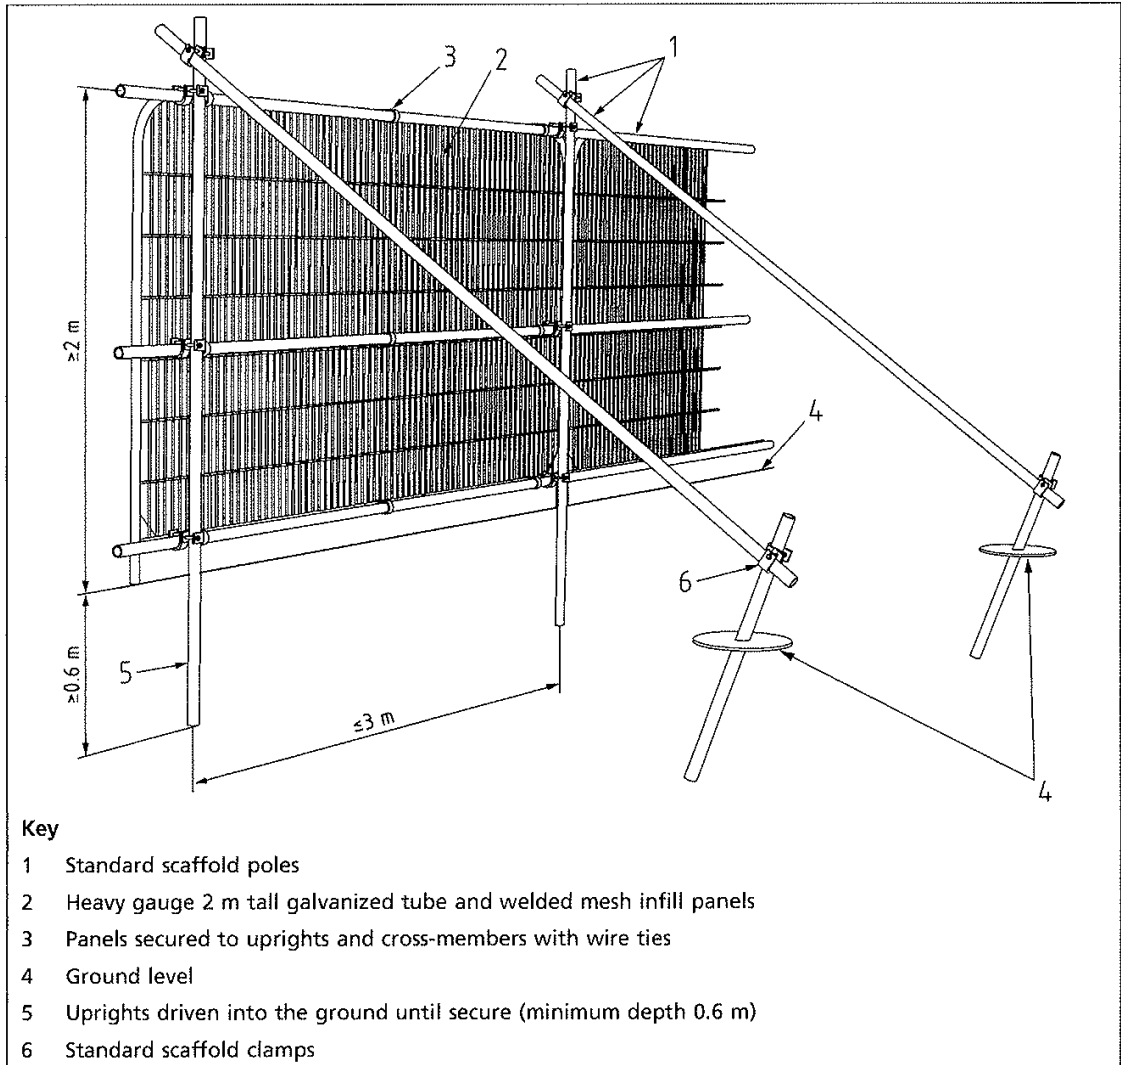 1
2
3
≥2 m
4
6
5
≥0.6 m
≤3 m
4
Key
1 Standard scaffold poles
2 Heavy gauge 2 m tall galvanized tube and welded mesh infill panels
3 Panels secured to uprights and cross-members with wire ties
4 Ground level
5 Uprights driven into the ground until secure (minimum depth 0.6 m)
6 Standard scaffold clamps